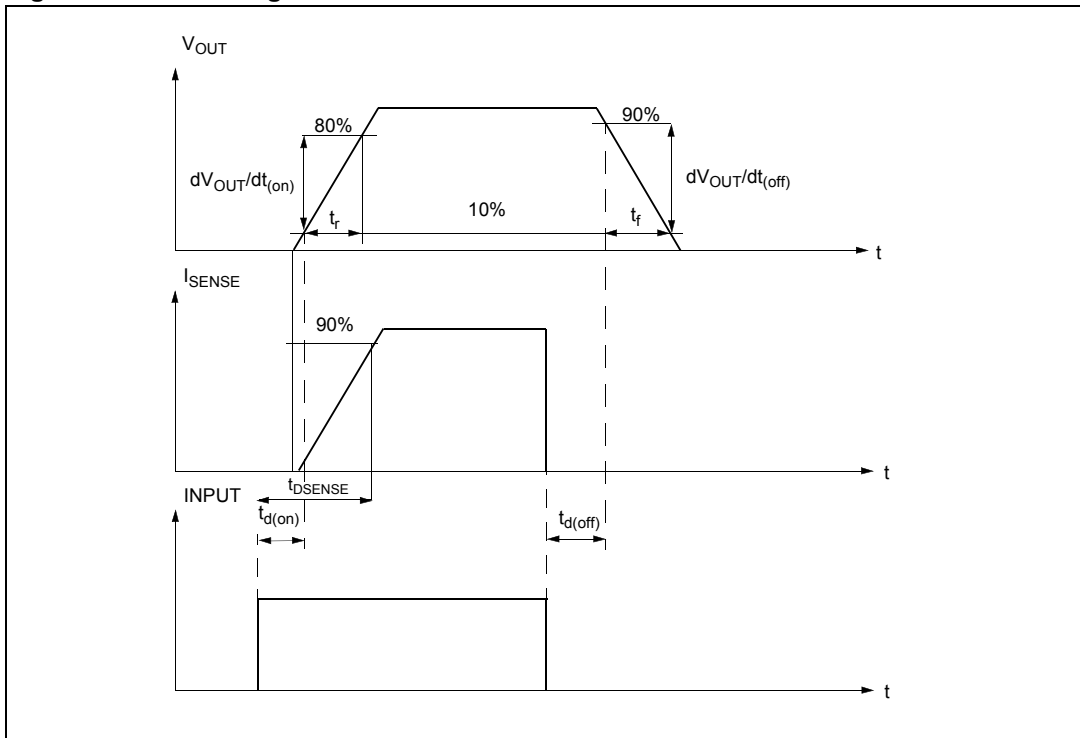 V_OUT
80%
90%
dV_OUT/dt_(on)
dV_OUT/dt_(off)
t_r
10%
t_f
t
I_SENSE
90%
t
t_DSENSE
INPUT
t_d(on)
t_d(off)
t